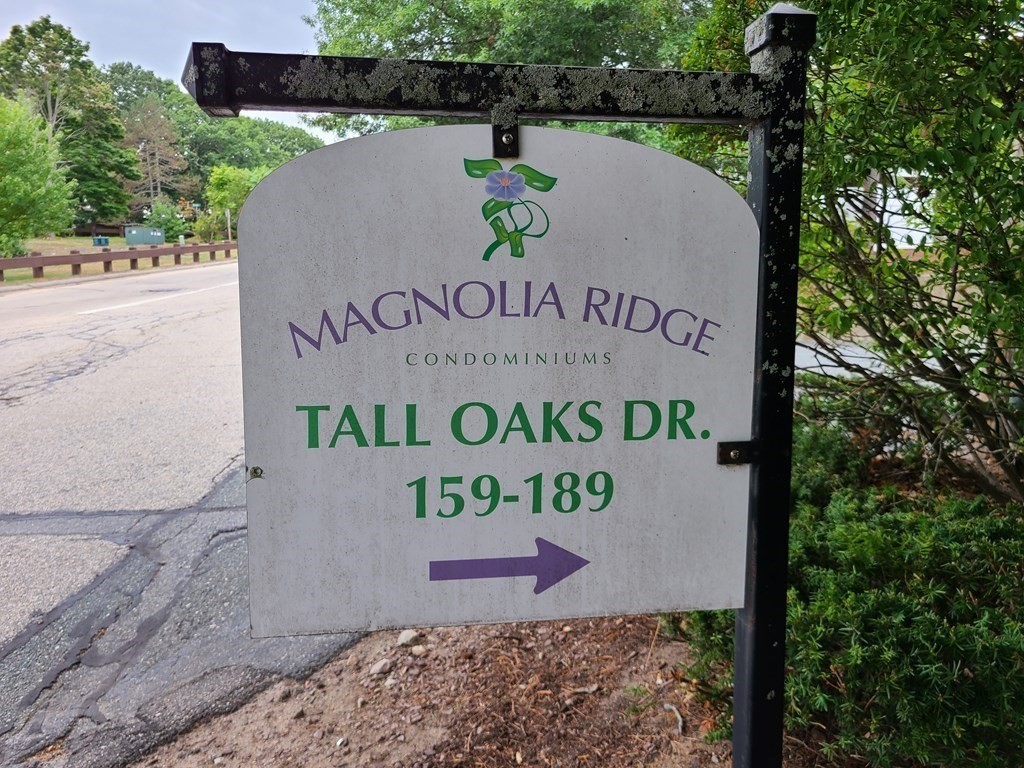 MAGNOLIA RIDGE
CONDOMINIUMS
TALL OAKS DR.
159-189